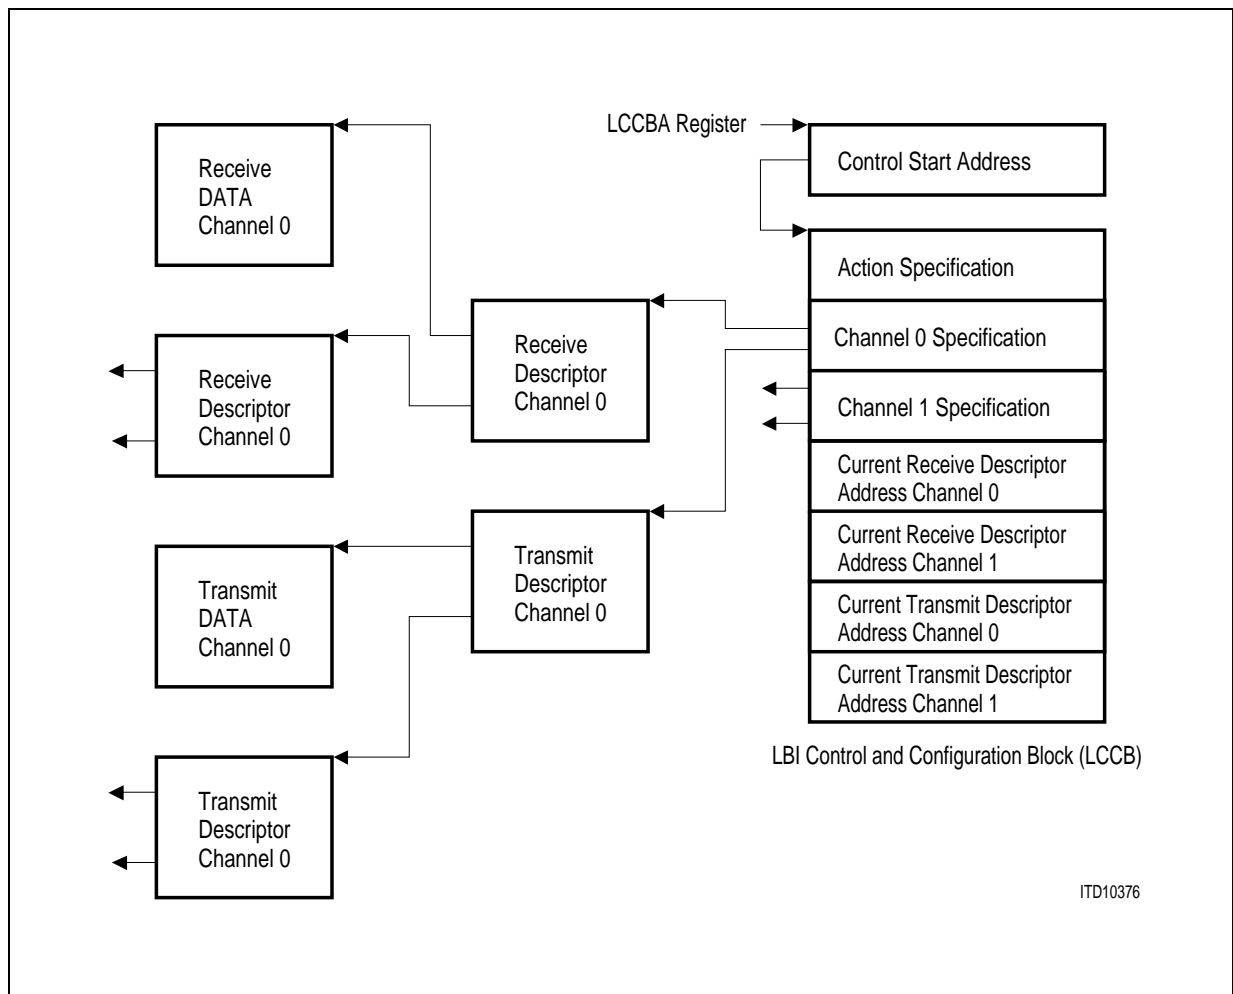 LCCBA Register
Control Start Address
Action Specification
Channel 0 Specification
Channel 1 Specification
Current Receive Descriptor
Address Channel 0
Current Receive Descriptor
Address Channel 1
Current Transmit Descriptor
Address Channel 0
Current Transmit Descriptor
Address Channel 1
LBI Control and Configuration Block (LCCB)
Receive
Descriptor
Channel 0
Transmit
Descriptor
Channel 0
Receive
DATA
Channel 0
Receive
Descriptor
Channel 0
Transmit
DATA
Channel 0
Transmit
Descriptor
Channel 0
ITD10376